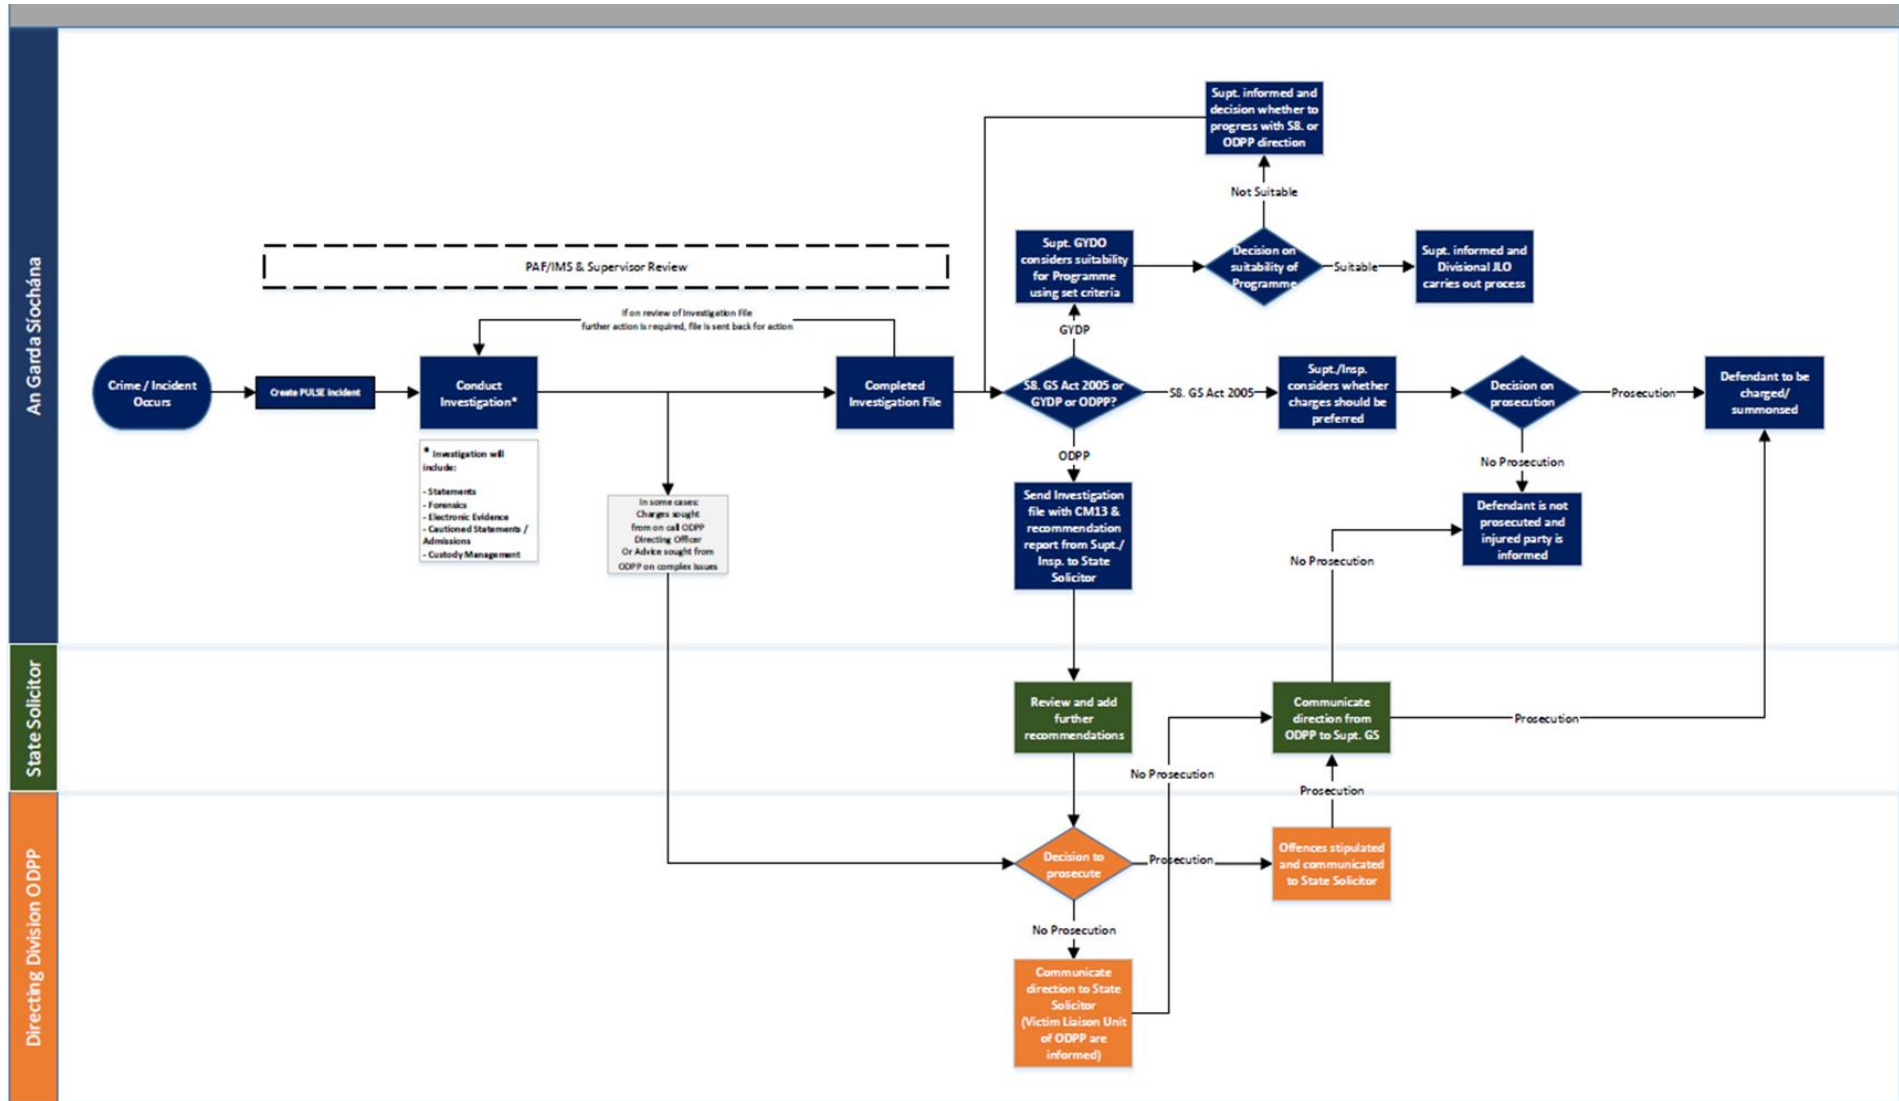 An Garda Síochána
Supt. informed and
decision whether to
progress with S8. or
ODPP direction
Not Suitable
PAF/IMS & Supervisor Review
Supt. GYDO
considers suitability
for Programme
using set criteria
Decision on
suitability of
Programme
Suitable
Supt. informed and
Divisional JLO
carries out process
If on review of Investigation File
further action is required, file is sent back for action
GYDP
Crime / Incident
Occurs
Create PULSE Incident
Conduct
Investigation*
Completed
Investigation File
S8. GS Act 2005 or
GYDP or ODPP?
S8. GS Act 2005
Supt./Insp.
considers whether
charges should be
preferred
Decision on
prosecution
Prosecution
Defendant to be
charged/
summonsed
* Investigation will
include:
- Statements
- Forensics
- Electronic Evidence
- Cautioned Statements /
Admissions
- Custody Management
In some cases:
Charges sought
from on call ODPP
Directing Officer
Or Advice sought from
ODPP on complex issues
ODPP
Send Investigation
file with CM13 &
recommendation
report from Supt./
Insp. to State
Solicitor
No Prosecution
Defendant is not
prosecuted and
injured party is
informed
No Prosecution
State Solicitor
Review and add
further
recommendations
Communicate
direction from
ODPP to Supt. GS
Prosecution
No Prosecution
Prosecution
Directing Division ODPP
Decision to
prosecute
Prosecution
Offences stipulated
and communicated
to State Solicitor
No Prosecution
Communicate
direction to State
Solicitor
(Victim Liaison Unit
of ODPP are
informed)